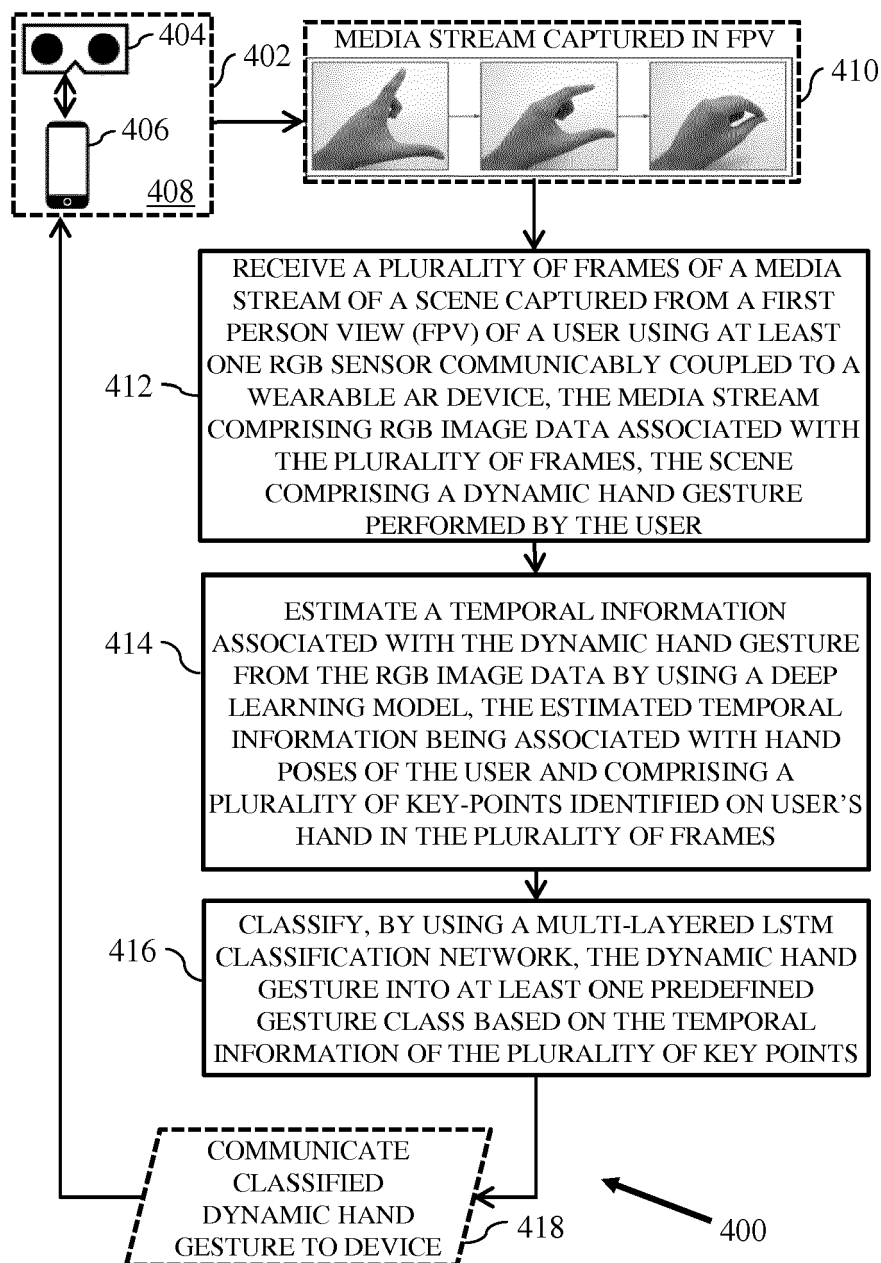 404
402
406
408
MEDIA STREAM CAPTURED IN FPV
410
RECEIVE A PLURALITY OF FRAMES OF A MEDIA
STREAM OF A SCENE CAPTURED FROM A FIRST
PERSON VIEW (FPV) OF A USER USING AT LEAST
ONE RGB SENSOR COMMUNICABLY COUPLED TO A
WEARABLE AR DEVICE, THE MEDIA STREAM
COMPRISING RGB IMAGE DATA ASSOCIATED WITH
THE PLURALITY OF FRAMES, THE SCENE
COMPRISING A DYNAMIC HAND GESTURE
PERFORMED BY THE USER
412
ESTIMATE A TEMPORAL INFORMATION
ASSOCIATED WITH THE DYNAMIC HAND GESTURE
FROM THE RGB IMAGE DATA BY USING A DEEP
LEARNING MODEL, THE ESTIMATED TEMPORAL
INFORMATION BEING ASSOCIATED WITH HAND
POSES OF THE USER AND COMPRISING A
PLURALITY OF KEY-POINTS IDENTIFIED ON USER'S
HAND IN THE PLURALITY OF FRAMES
414
CLASSIFY, BY USING A MULTI-LAYERED LSTM
CLASSIFICATION NETWORK, THE DYNAMIC HAND
GESTURE INTO AT LEAST ONE PREDEFINED
GESTURE CLASS BASED ON THE TEMPORAL
INFORMATION OF THE PLURALITY OF KEY POINTS
416
COMMUNICATE
CLASSIFIED
DYNAMIC HAND
GESTURE TO DEVICE
418
400